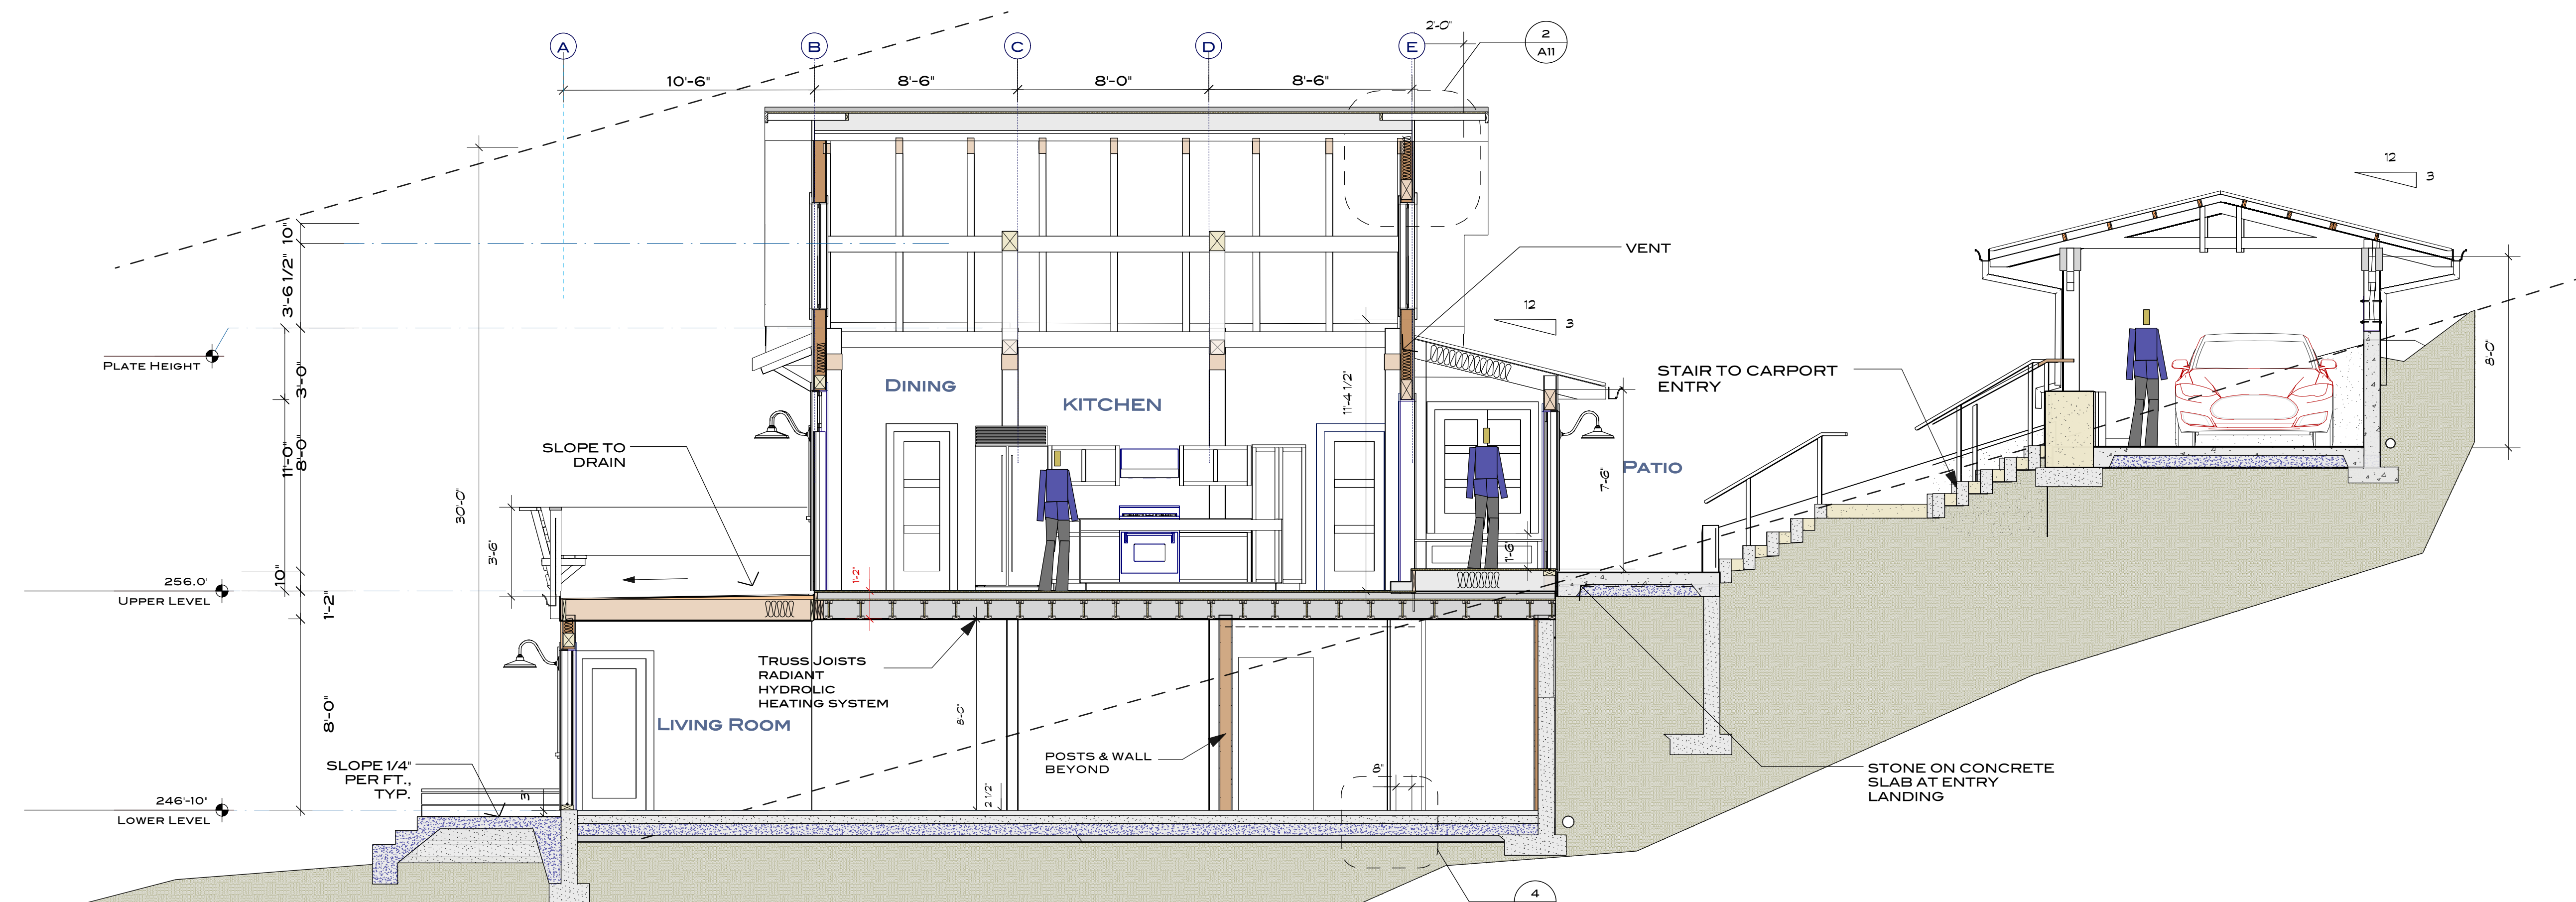 2'-0"
2
A11
A
B
C
D
E
10'-6"
8'-6"
8'-0"
8'-6"
12
3
10"
3'-6 1/2"
VENT
12
3
PLATE HEIGHT
3'-0"
11'-0"
8'-0"
DINING
KITCHEN
11'-4 1/2"
STAIR TO CARPORT
ENTRY
8'-0"
SLOPE TO
DRAIN
PATIO
7'-6"
30'-0"
3'-6"
1'-6"
256.0'
UPPER LEVEL
10"
1'-2"
1'-2"
TRUSS JOISTS
RADIANT
HYDROLIC
HEATING SYSTEM
LIVING ROOM
8'-0"
8'-0"
POSTS & WALL
BEYOND
SLOPE 1/4"
PER FT.,
TYP.
3"
2 1/2"
8"
STONE ON CONCRETE
SLAB AT ENTRY
LANDING
246'-10"
LOWER LEVEL
4